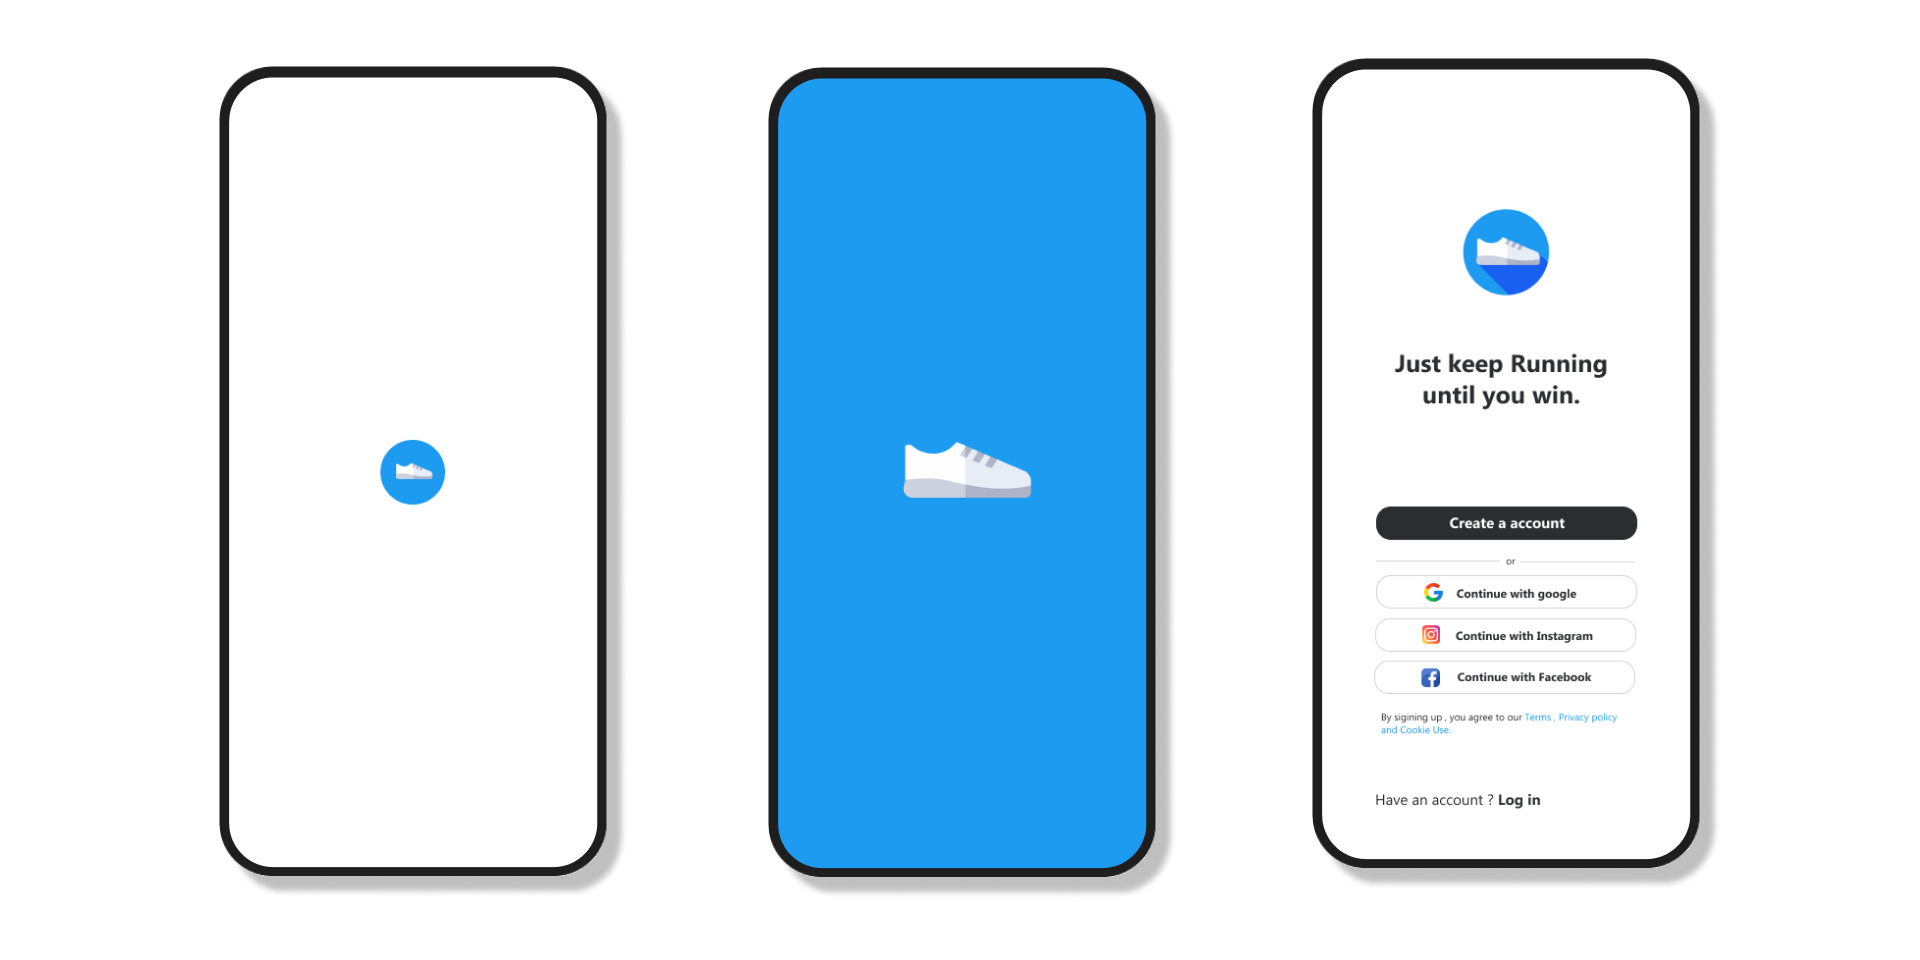 Just keep Running
until you win.
Create a account
or
Continue with google
Continue with Instagram
Continue with Facebook
By sigining up , you agree to our Terms , Privacy policy
and Cookie Use.
Have an account ? Log in